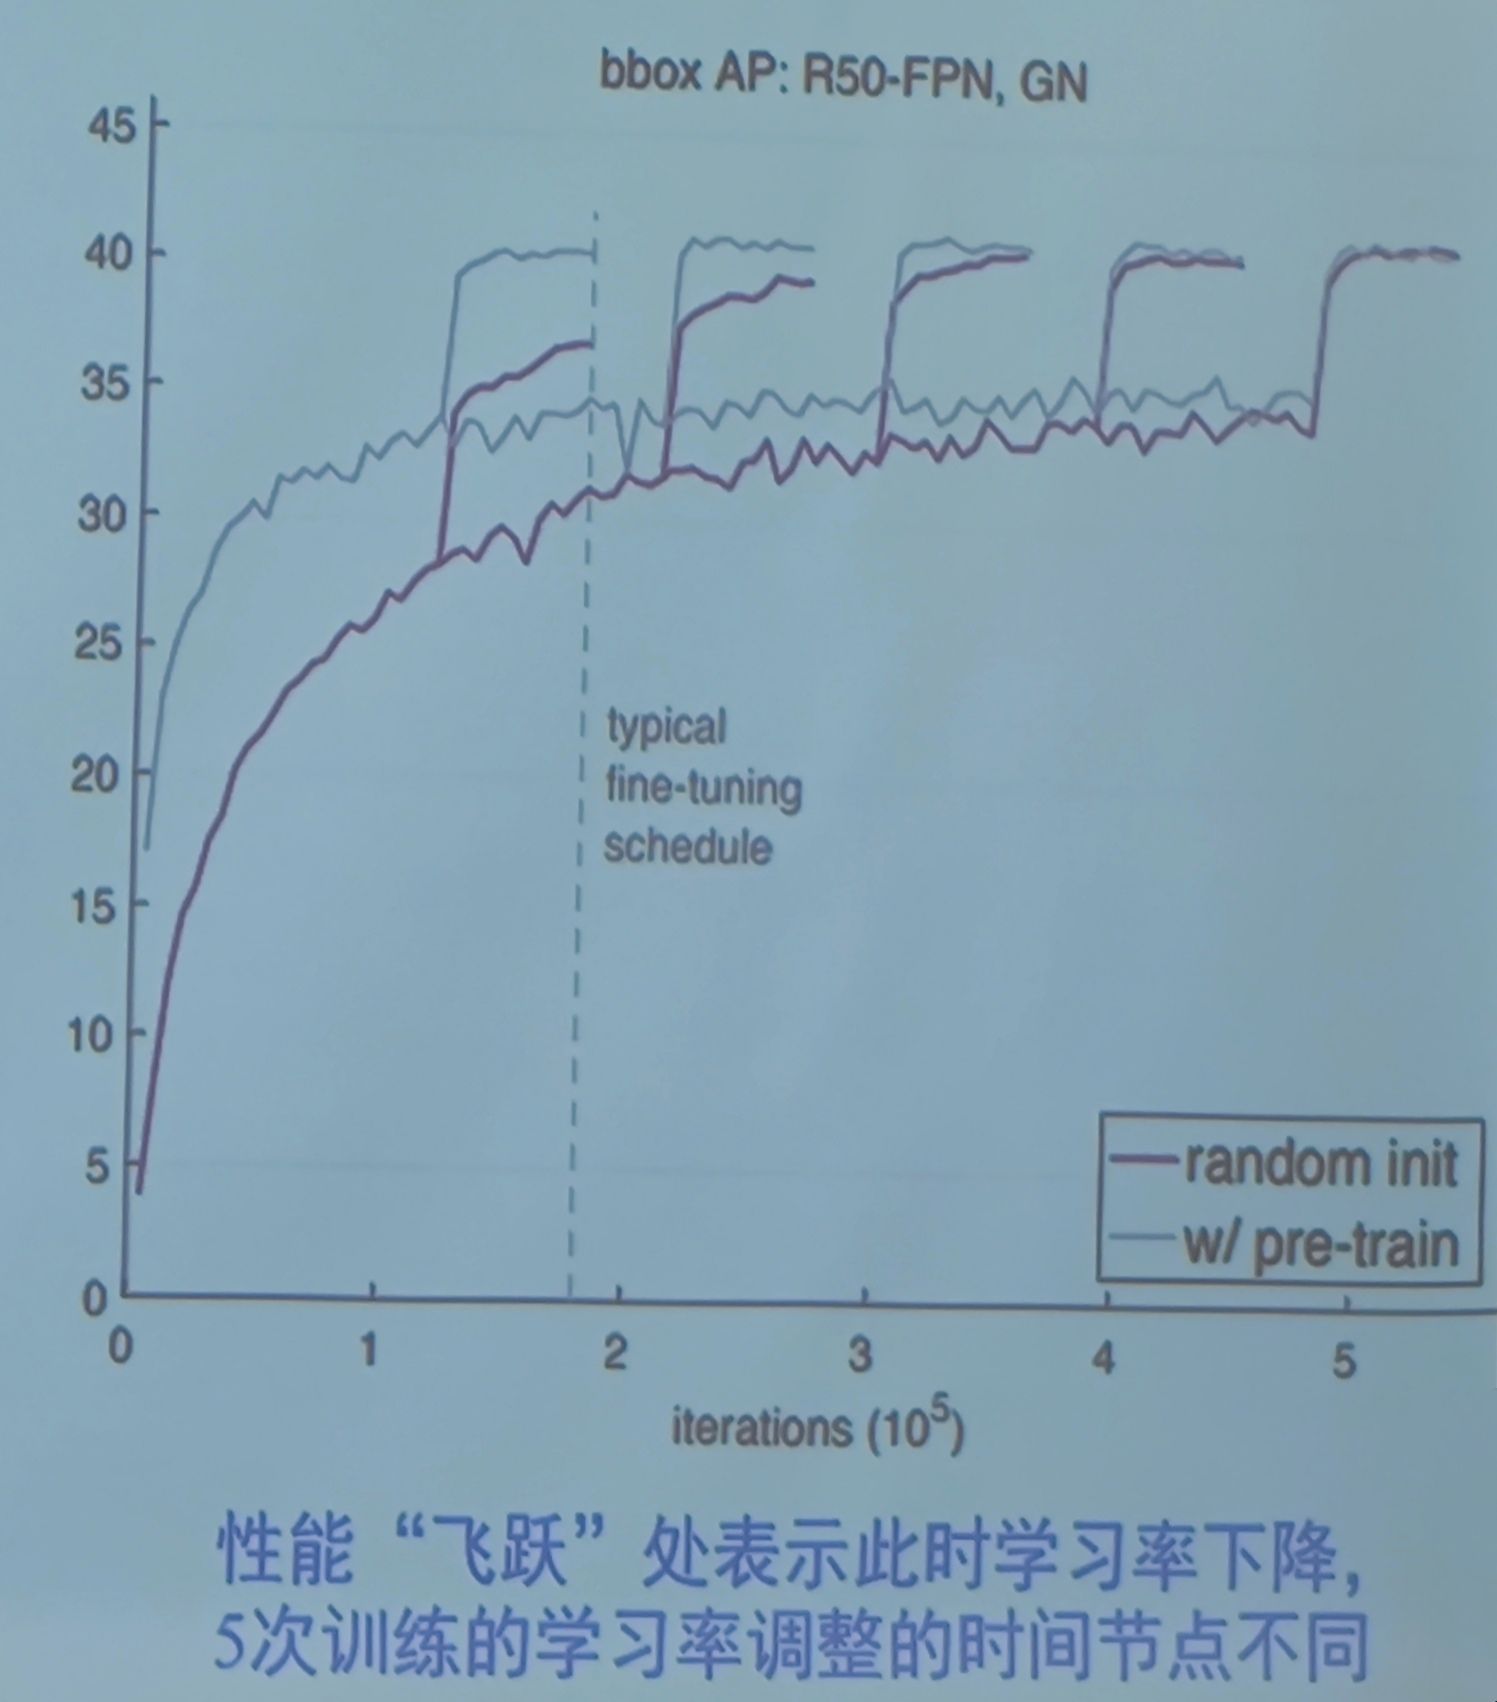 bbox AP: R50-FPN, GN
45
40
35
30
25
20
15
10
5
0
typical
fine-tuning
schedule
random init
w/ pre-train
0 1 2 3 4 5
iterations (10⁵)
性能“飞跃”处表示此时学习率下降，
5次训练的学习率调整的时间节点不同